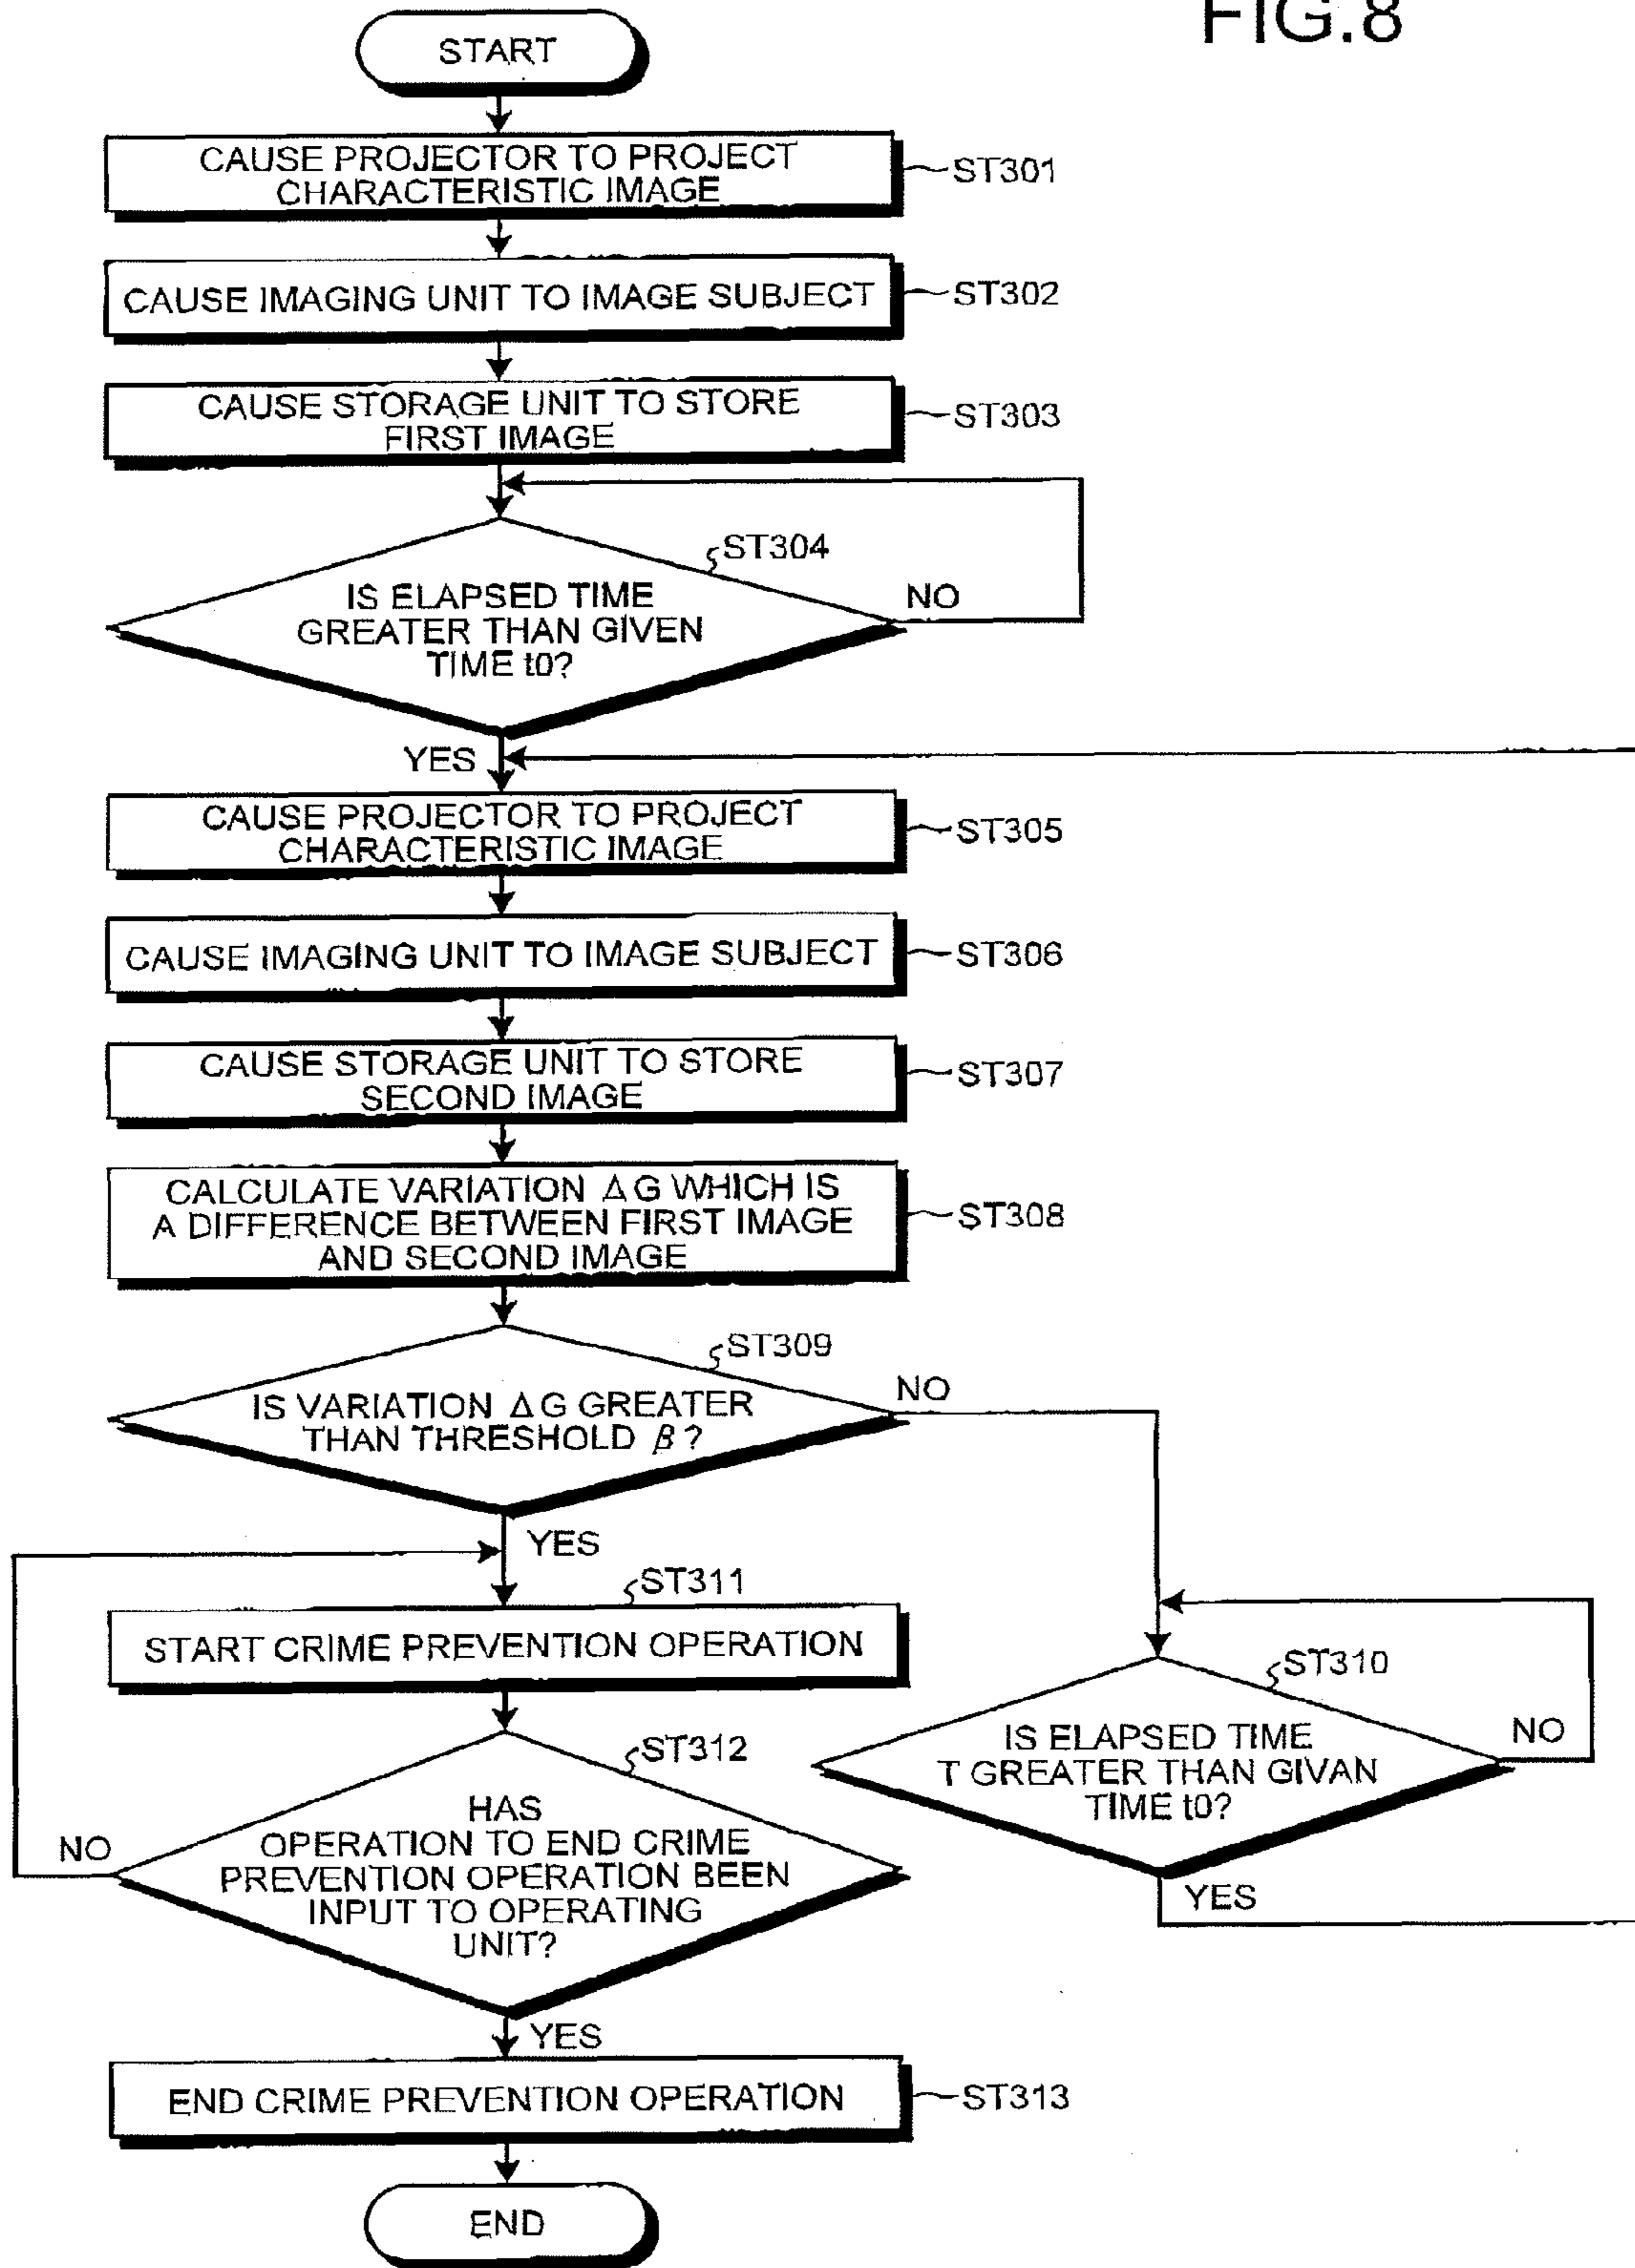 FIG.8
START
CAUSE PROJECTOR TO PROJECT
CHARACTERISTIC IMAGE
ST301
CAUSE IMAGING UNIT TO IMAGE SUBJECT
ST302
CAUSE STORAGE UNIT TO STORE
FIRST IMAGE
ST303
ST304
IS ELAPSED TIME
GREATER THAN GIVEN
TIME t0?
NO
YES
CAUSE PROJECTOR TO PROJECT
CHARACTERISTIC IMAGE
ST305
CAUSE IMAGING UNIT TO IMAGE SUBJECT
ST306
CAUSE STORAGE UNIT TO STORE
SECOND IMAGE
ST307
CALCULATE VARIATION ΔG WHICH IS
A DIFFERENCE BETWEEN FIRST IMAGE
AND SECOND IMAGE
ST308
ST309
IS VARIATION ΔG GREATER
THAN THRESHOLD β?
NO
YES
ST311
START CRIME PREVENTION OPERATION
ST310
IS ELAPSED TIME
T GREATER THAN GIVAN
TIME t0?
NO
YES
ST312
HAS
OPERATION TO END CRIME
PREVENTION OPERATION BEEN
INPUT TO OPERATING
UNIT?
NO
YES
END CRIME PREVENTION OPERATION
ST313
END